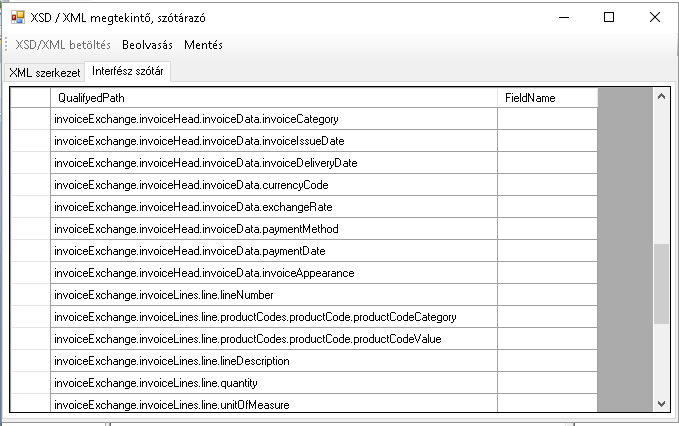 XSD / XML megtekintő, szótárazó
XSD/XML betöltés Beolvasás Mentés
XML szerkezet Interfész szótár
QualifyedPath FieldName
invoiceExchange.invoiceHead.invoiceData.invoiceCategory
invoiceExchange.invoiceHead.invoiceData.invoiceIssueDate
invoiceExchange.invoiceHead.invoiceData.invoiceDeliveryDate
invoiceExchange.invoiceHead.invoiceData.currencyCode
invoiceExchange.invoiceHead.invoiceData.exchangeRate
invoiceExchange.invoiceHead.invoiceData.paymentMethod
invoiceExchange.invoiceHead.invoiceData.paymentDate
invoiceExchange.invoiceHead.invoiceData.invoiceAppearance
invoiceExchange.invoiceLines.line.lineNumber
invoiceExchange.invoiceLines.line.productCodes.productCode.productCodeCategory
invoiceExchange.invoiceLines.line.productCodes.productCode.productCodeValue
invoiceExchange.invoiceLines.line.lineDescription
invoiceExchange.invoiceLines.line.quantity
invoiceExchange.invoiceLines.line.unitOfMeasure